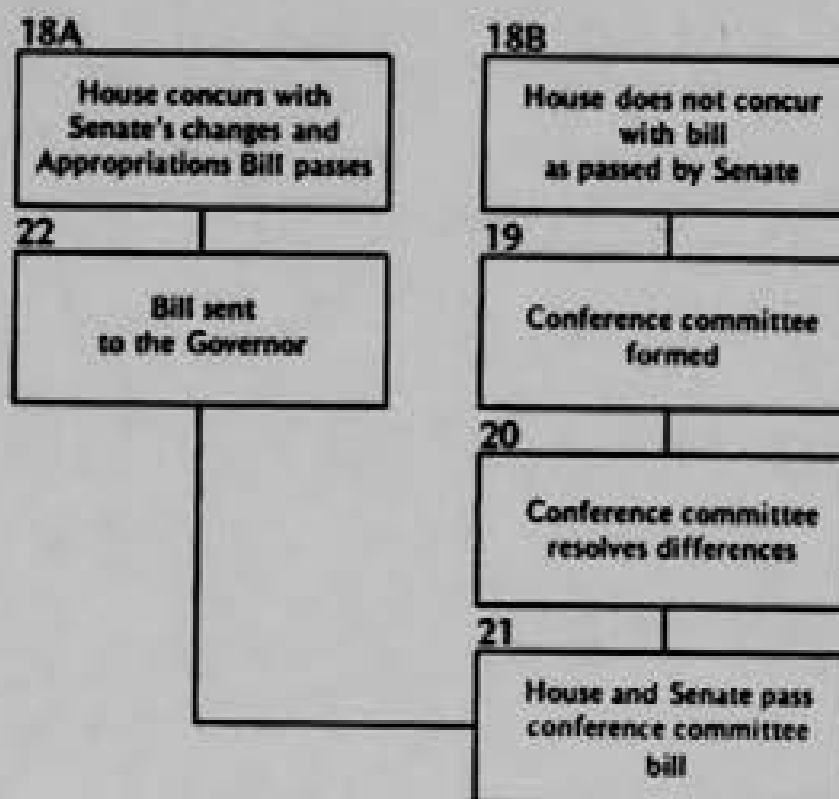 18A
House concurs with
Senate's changes and
Appropriations Bill passes
22
Bill sent
to the Governor
18B
House does not concur
with bill
as passed by Senate
19
Conference committee
formed
20
Conference committee
resolves differences
21
House and Senate pass
conference committee
bill